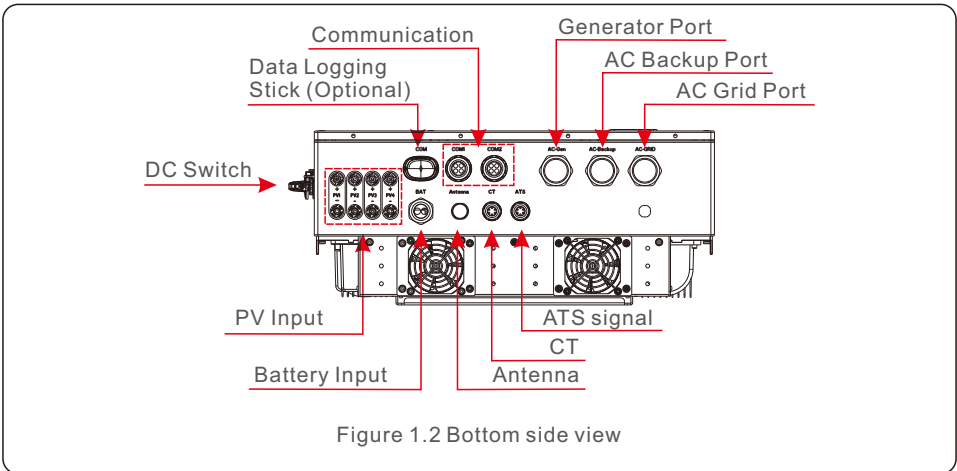 Communication
Generator Port
Data Logging
Stick (Optional)
AC Backup Port
AC Grid Port
DC Switch
COM
COM1
COM2
AC-Gen
AC-Backup
AC-GRID
+ + + +
PV1 PV2 PV3 PV4
- - - -
BAT
Antenna
CT
ATS
PV Input
ATS signal
CT
Battery Input
Antenna
Figure 1.2 Bottom side view